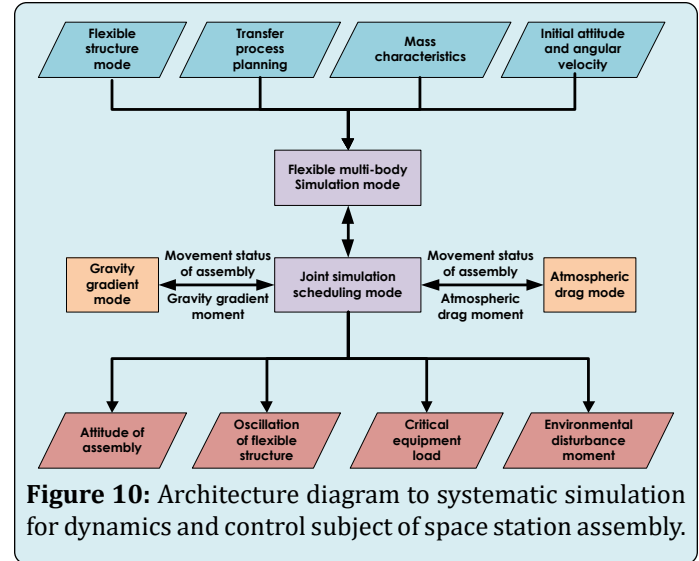 Flexible
structure
mode
Transfer
process
planning
Mass
characteristics
Initial attitude
and angular
velocity
Flexible multi-body
Simulation mode
Gravity
gradient
mode
Movement status
of assembly
Gravity gradient
moment
Joint simulation
scheduling mode
Movement status
of assembly
Atmospheric
drag moment
Atmospheric
drag mode
Attitude of
assembly
Oscillation
of flexible
structure
Critical
equipment
load
Environmental
disturbance
moment
Figure 10: Architecture diagram to systematic simulation
for dynamics and control subject of space station assembly.